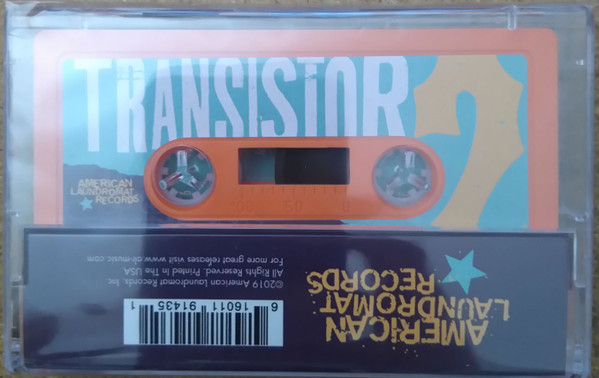 TRANSISTOR
AMERICAN
LAUNDROMAT
RECORDS
100 50 0
AMERICAN
LAUNDROMAT
RECORDS
©2019 American Laundromat Records, Inc.
All Rights Reserved. Printed In The USA.
For more great releases visit www.alr-music.com
6 16011 91435 1